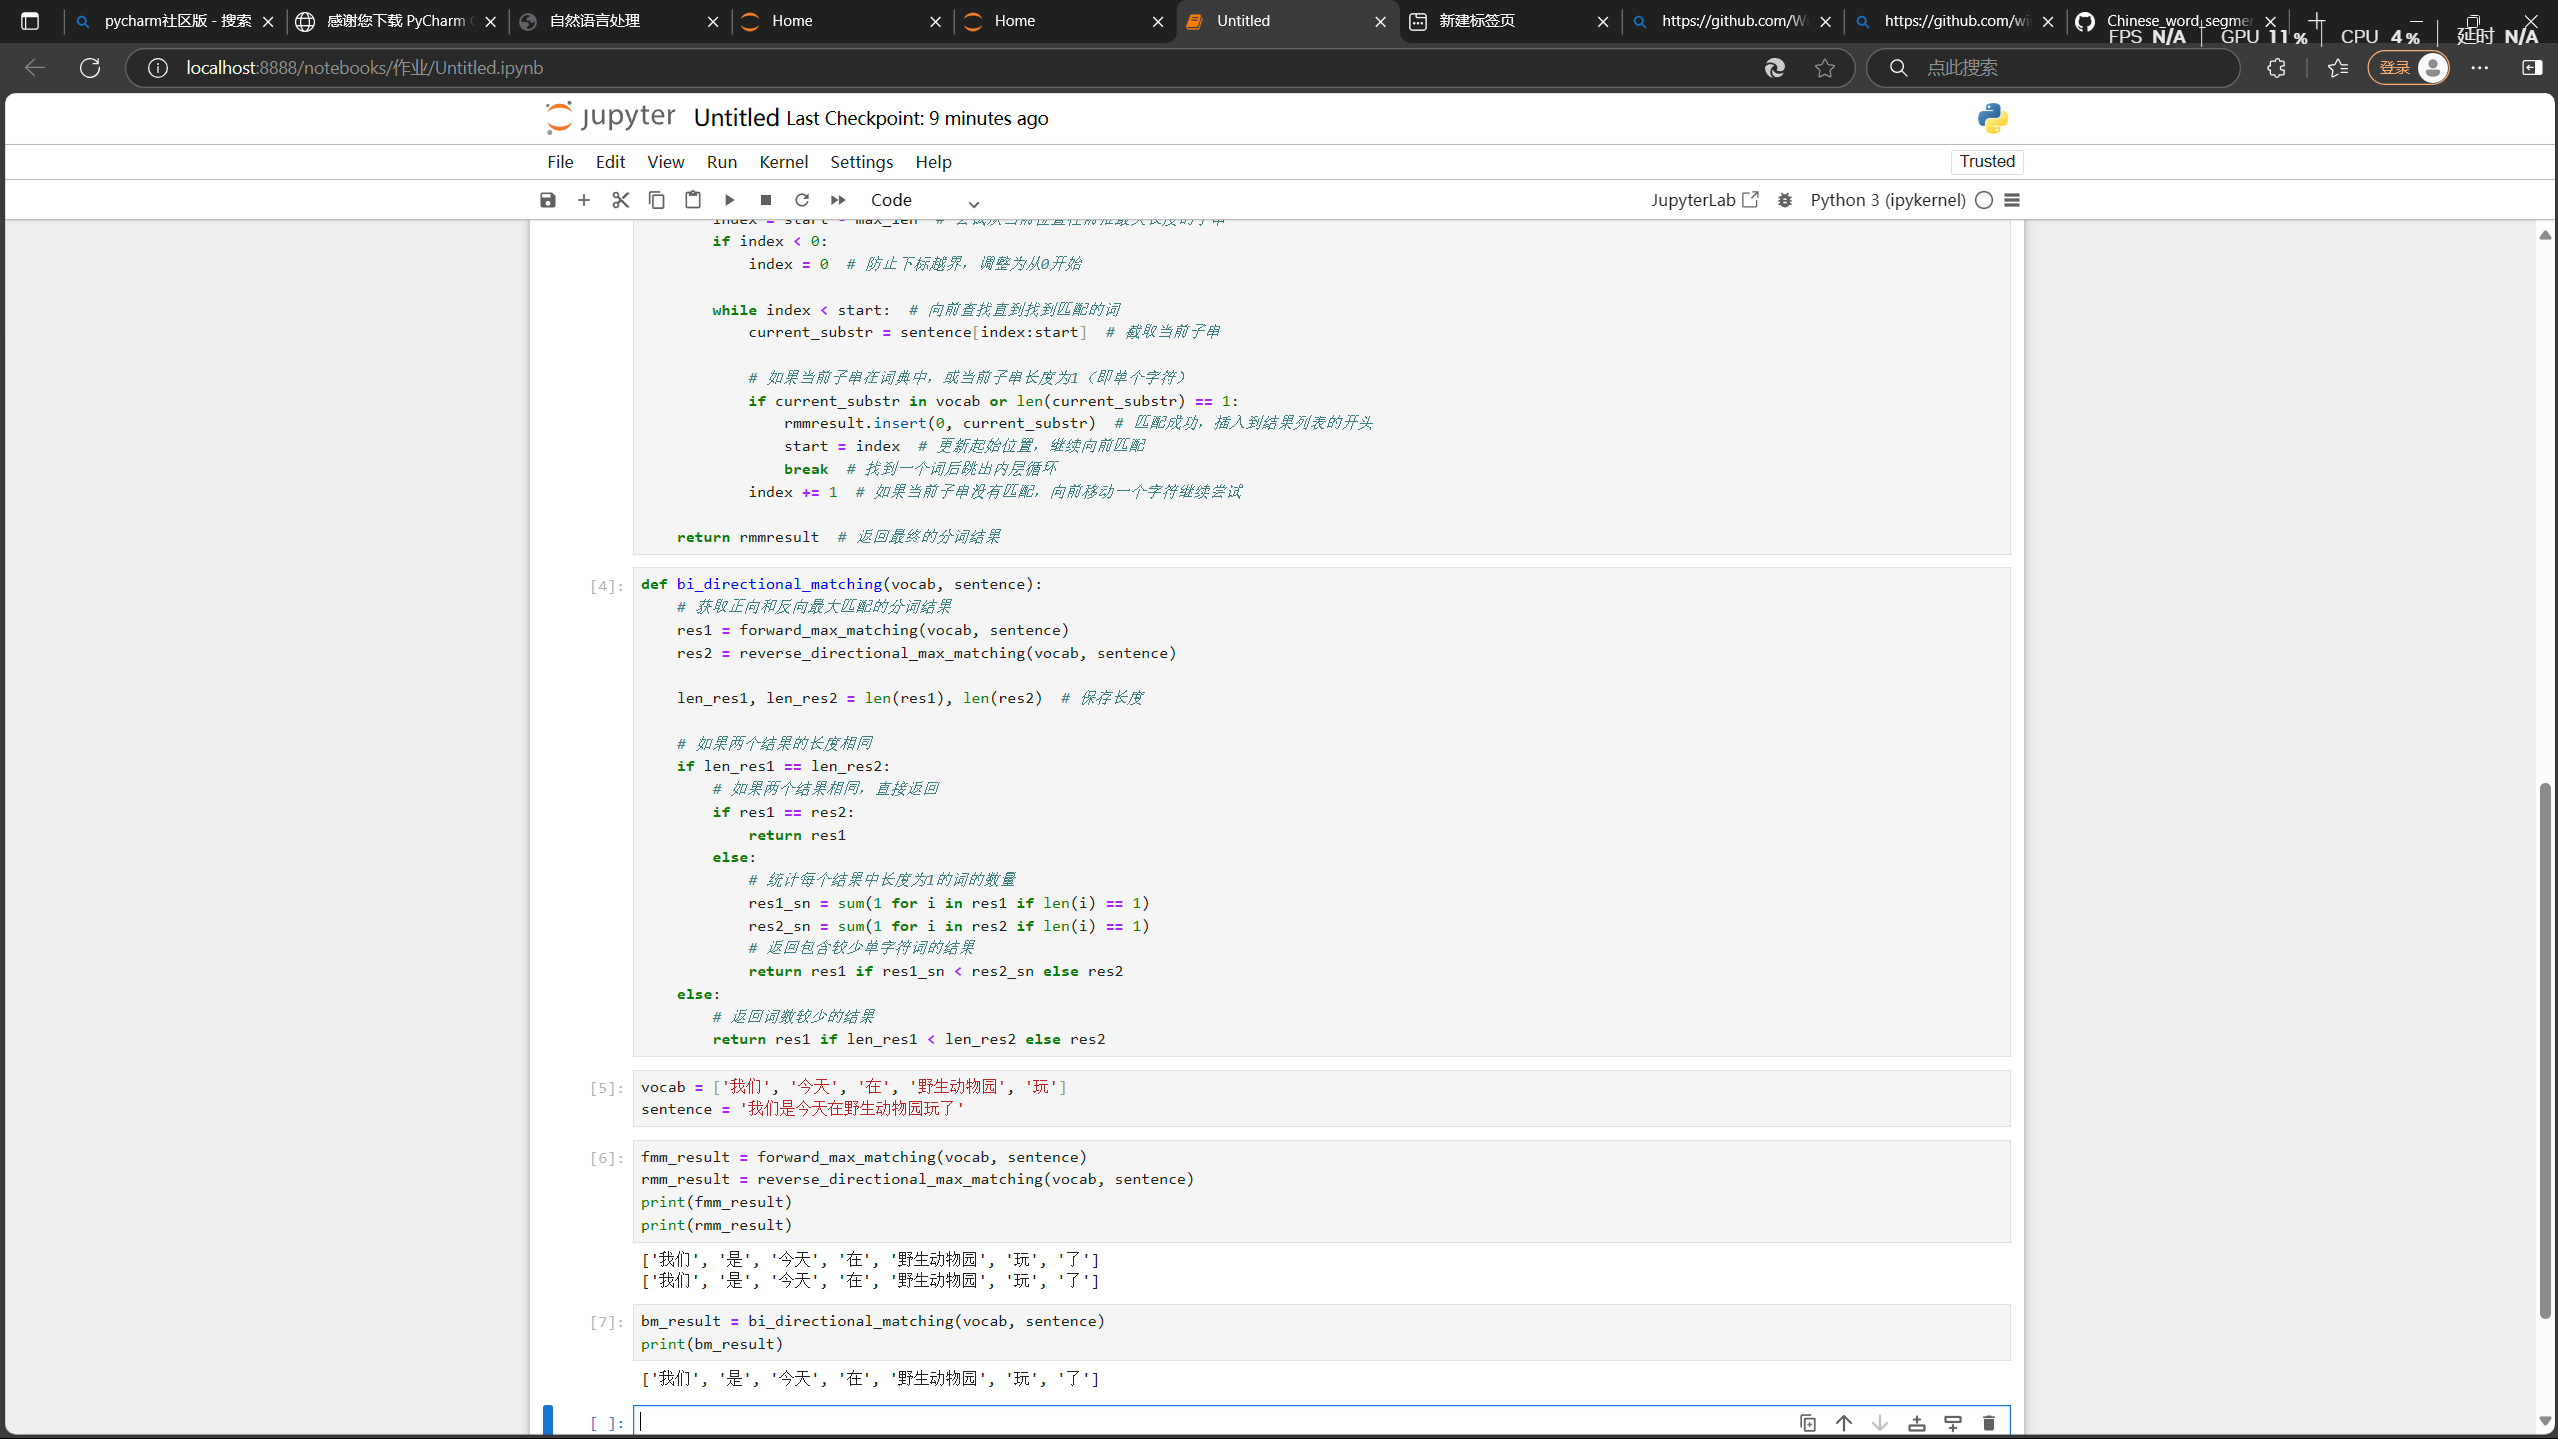 pycharm社区版 - 搜索
感谢您下载 PyCharm
自然语言处理
Home
Home
Untitled
新建标签页
https://github.com/Wi
https://github.com/wi
Chinese_word_segmer
FPS N/A GPU 11 % CPU 4 % 延时 N/A
localhost:8888/notebooks/作业/Untitled.ipynb
点此搜索
登录
jupyter Untitled Last Checkpoint: 9 minutes ago
File Edit View Run Kernel Settings Help
Trusted
Code
JupyterLab
Python 3 (ipykernel)
index = start - max_len #
if index < 0:
index = 0 # 防止下标越界，调整为从0开始
while index < start: # 向前查找直到找到匹配的词
current_substr = sentence[index:start] # 截取当前子串
# 如果当前子串在词典中，或当前子串长度为1（即单个字符）
if current_substr in vocab or len(current_substr) == 1:
rmmresult.insert(0, current_substr) # 匹配成功，插入到结果列表的开头
start = index # 更新起始位置，继续向前匹配
break # 找到一个词后跳出内层循环
index += 1 # 如果当前子串没有匹配，向前移动一个字符继续尝试
return rmmresult # 返回最终的分词结果
[4]: def bi_directional_matching(vocab, sentence):
# 获取正向和反向最大匹配的分词结果
res1 = forward_max_matching(vocab, sentence)
res2 = reverse_directional_max_matching(vocab, sentence)
len_res1, len_res2 = len(res1), len(res2) # 保存长度
# 如果两个结果的长度相同
if len_res1 == len_res2:
# 如果两个结果相同，直接返回
if res1 == res2:
return res1
else:
# 统计每个结果中长度为1的词的数量
res1_sn = sum(1 for i in res1 if len(i) == 1)
res2_sn = sum(1 for i in res2 if len(i) == 1)
# 返回包含较少单字符词的结果
return res1 if res1_sn < res2_sn else res2
else:
# 返回词数较少的结果
return res1 if len_res1 < len_res2 else res2
[5]: vocab = ['我们', '今天', '在', '野生动物园', '玩']
sentence = '我们是今天在野生动物园玩了'
[6]: fmm_result = forward_max_matching(vocab, sentence)
rmm_result = reverse_directional_max_matching(vocab, sentence)
print(fmm_result)
print(rmm_result)
['我们', '是', '今天', '在', '野生动物园', '玩', '了']
['我们', '是', '今天', '在', '野生动物园', '玩', '了']
[7]: bm_result = bi_directional_matching(vocab, sentence)
print(bm_result)
['我们', '是', '今天', '在', '野生动物园', '玩', '了']
[ ]: